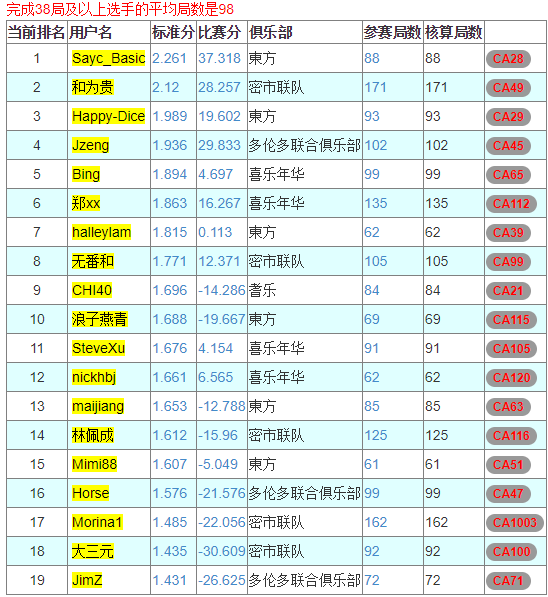 完成38局及以上选手的平均局数是98
当前排名 用户名 标准分 比赛分 俱乐部 参赛局数 核算局数
1 Sayc_Basic 2.261 37.318 東方 88 88 CA28
2 和为贵 2.12 28.257 密市联队 171 171 CA49
3 Happy-Dice 1.989 19.602 東方 93 93 CA29
4 Jzeng 1.936 29.833 多伦多联合俱乐部 102 102 CA45
5 Bing 1.894 4.697 喜乐年华 99 99 CA65
6 郑xx 1.863 16.267 喜乐年华 135 135 CA112
7 halleylam 1.815 0.113 東方 62 62 CA39
8 无番和 1.771 12.371 密市联队 105 105 CA99
9 CHI40 1.696 -14.286 耆乐 84 84 CA21
10 浪子燕青 1.688 -19.667 東方 69 69 CA115
11 SteveXu 1.676 4.154 喜乐年华 91 91 CA105
12 nickhbj 1.661 6.565 喜乐年华 62 62 CA120
13 maijiang 1.653 -12.788 東方 85 85 CA63
14 林佩成 1.612 -15.96 密市联队 125 125 CA116
15 Mimi88 1.607 -5.049 東方 61 61 CA51
16 Horse 1.576 -21.576 多伦多联合俱乐部 99 99 CA47
17 Morina1 1.485 -22.056 密市联队 162 162 CA1003
18 大三元 1.435 -30.609 密市联队 92 92 CA100
19 JimZ 1.431 -26.625 多伦多联合俱乐部 72 72 CA71